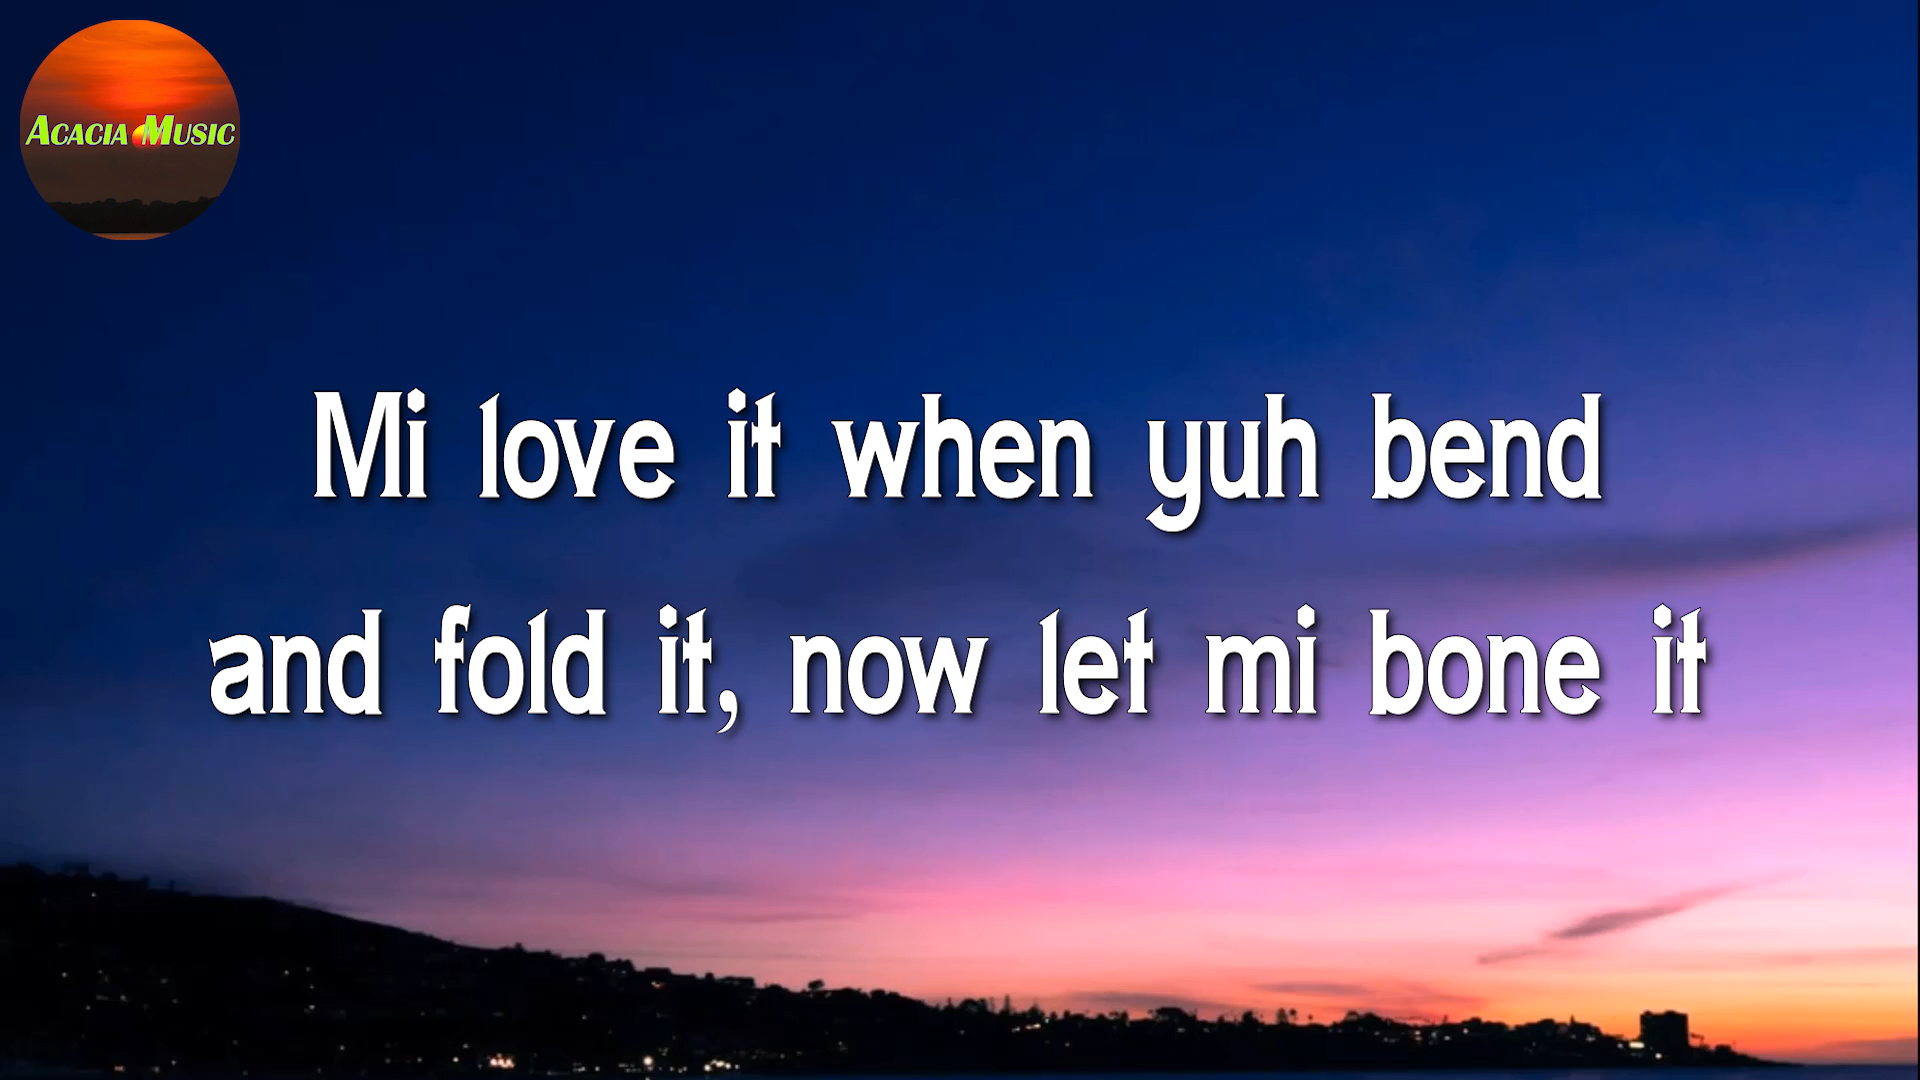 ACACIA MUSIC
Mi love it when yuh bend
and fold it, now let mi bone it